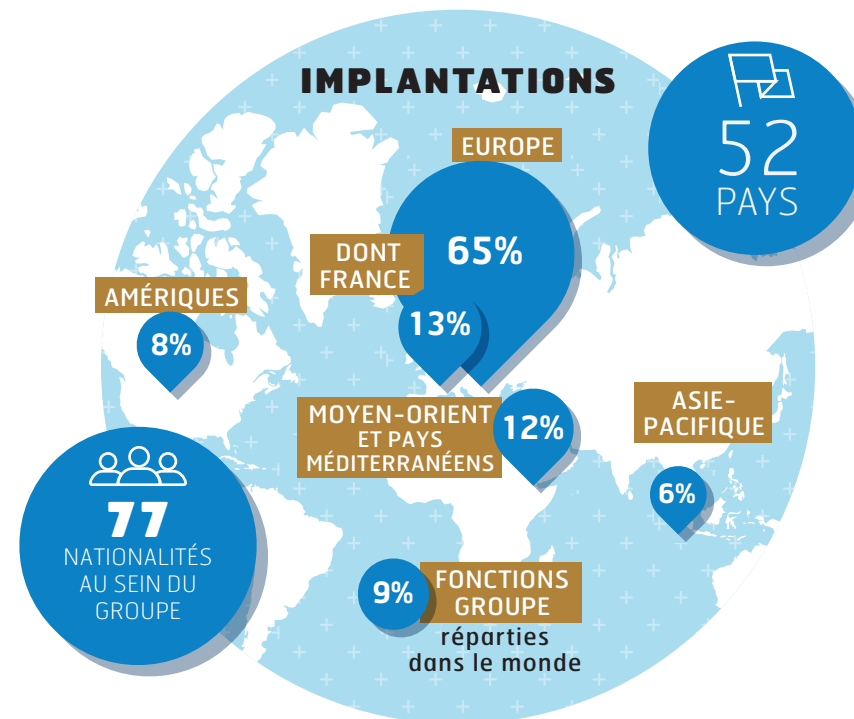 IMPLANTATIONS
52
PAYS
EUROPE
65%
DONT
FRANCE
13%
AMÉRIQUES
8%
MOYEN-ORIENT
ET PAYS
MÉDITERRANÉENS
12%
ASIE-
PACIFIQUE
6%
77
NATIONALITÉS
AU SEIN DU
GROUPE
9%
FONCTIONS
GROUPE
réparties
dans le monde